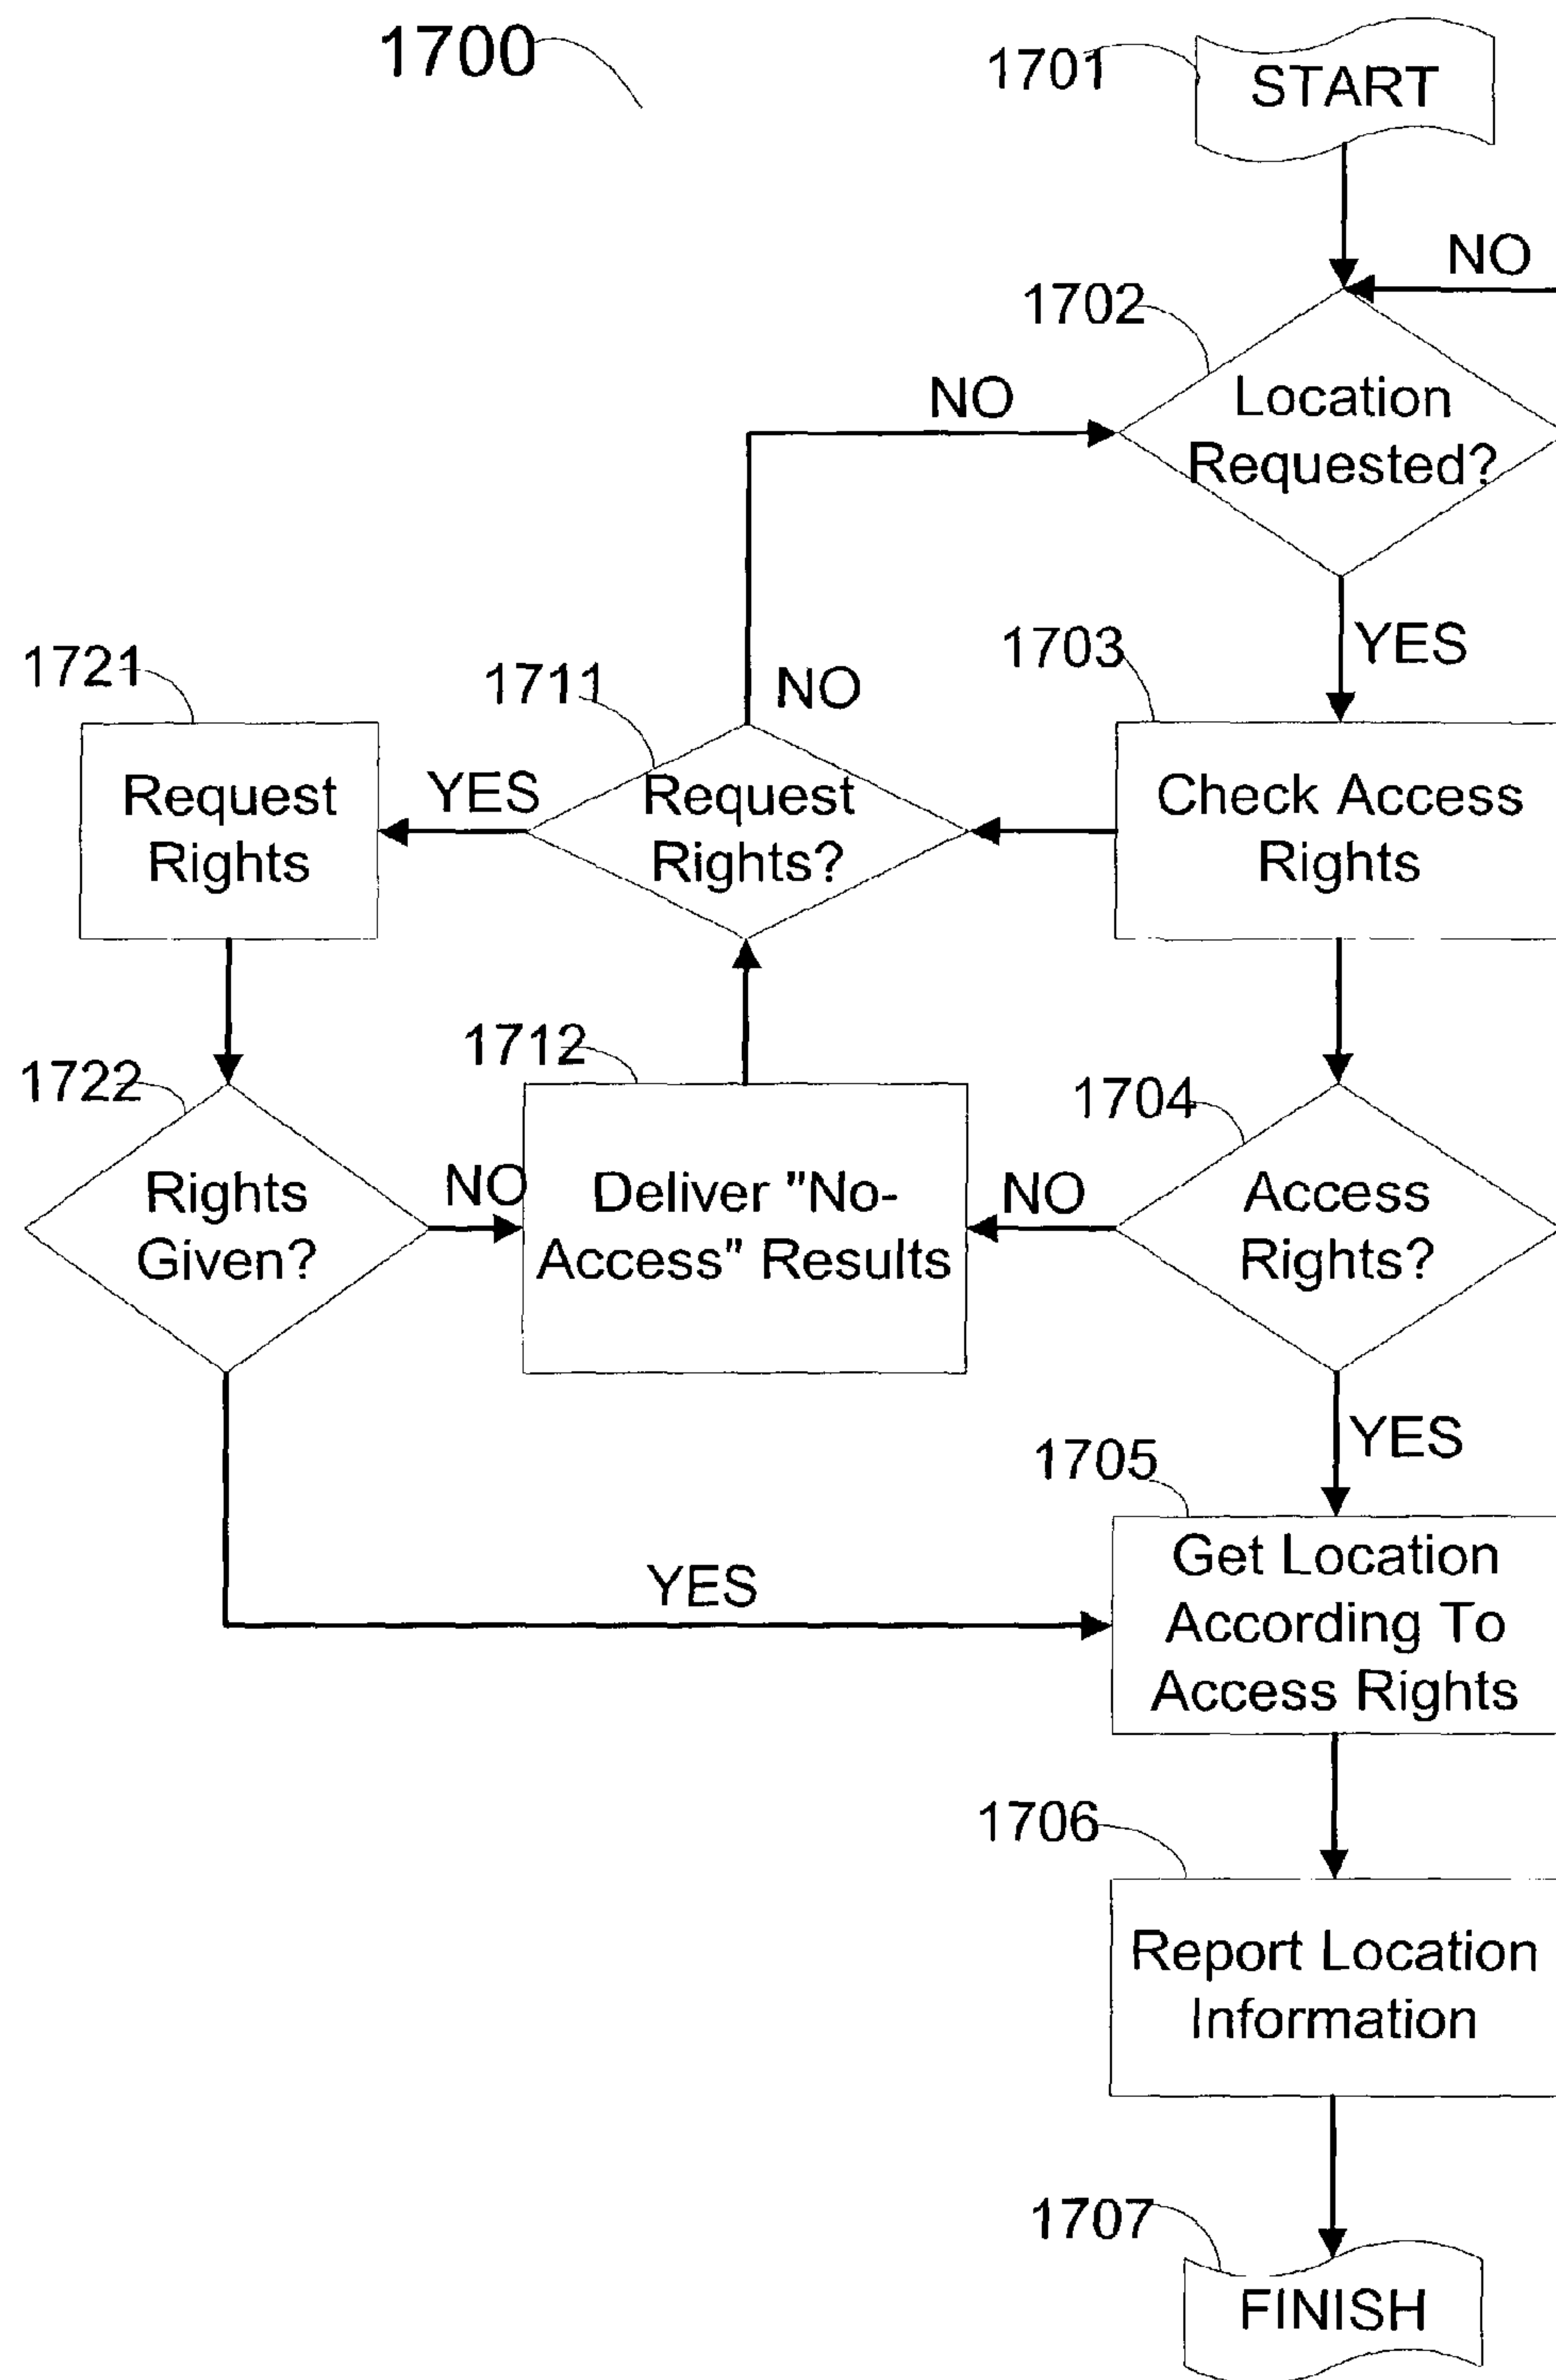 1700
1701
START
NO
1702
Location
Requested?
NO
YES
1703
Check Access
Rights
1711
NO
Request
Rights?
YES
1721
Request
Rights
1722
Rights
Given?
NO
1712
Deliver "No-
Access" Results
NO
1704
Access
Rights?
YES
1705
Get Location
According To
Access Rights
YES
1706
Report Location
Information
1707
FINISH